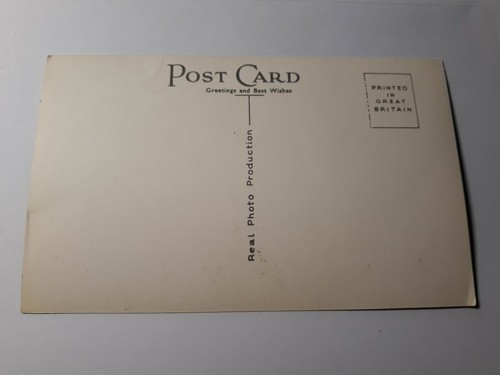 POST CARD
Greetings and Best Wishes
PRINTED
IN
GREAT
BRITAIN
Real Photo Production